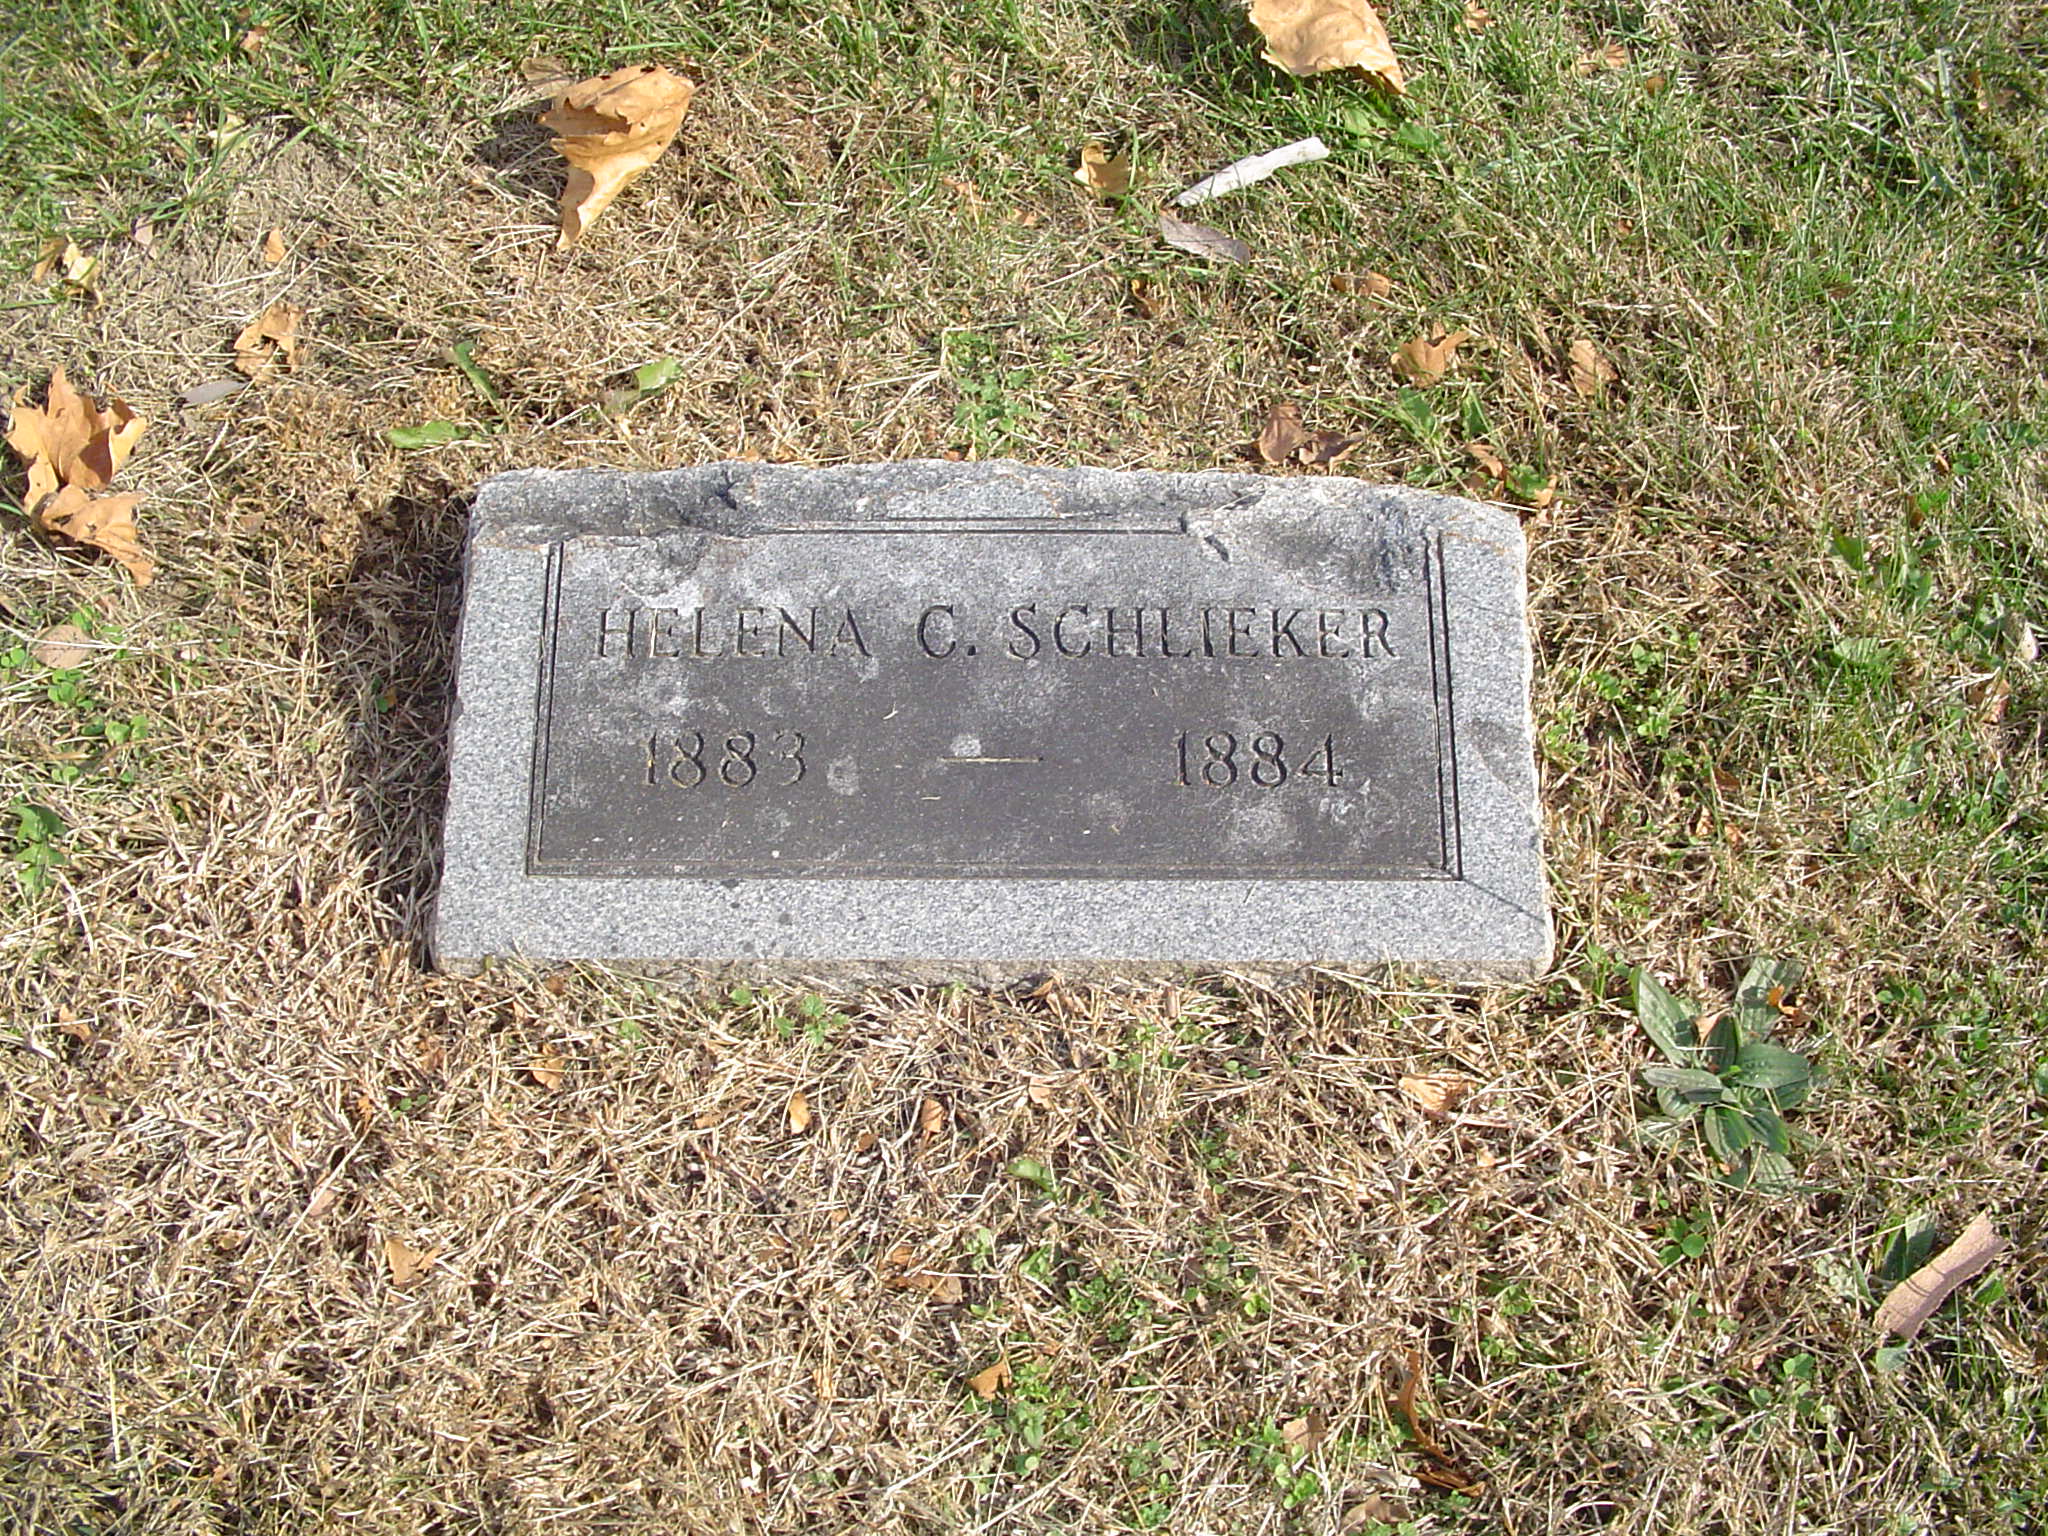 HELENA C. SCHLIEKER
1883 — 1884